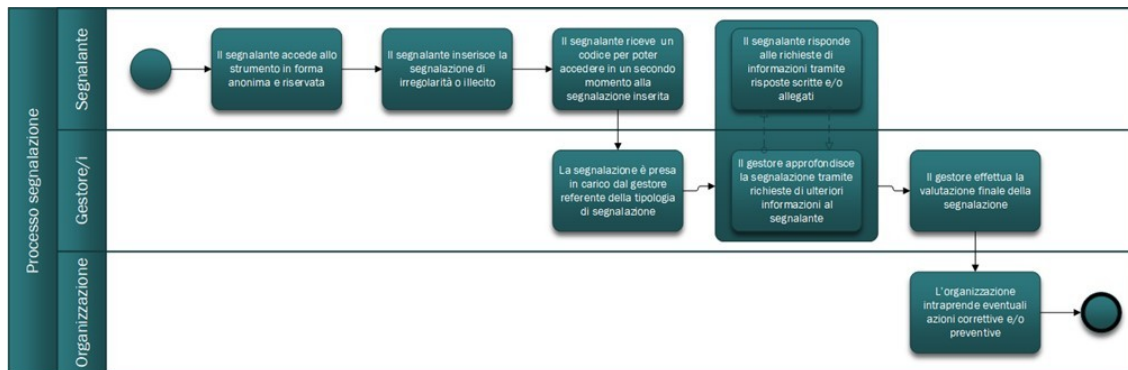 Processo segnalazione
Segnalante
Il segnalante accede allo
strumento in forma
anonima e riservata
Il segnalante inserisce la
segnalazione di
irregolarità o illecito
Il segnalante riceve un
codice per poter
accedere in un secondo
momento alla
segnalazione inserita
Il segnalante risponde
alle richieste di
informazioni tramite
risposte scritte e/o
allegati
Gestore/i
La segnalazione è presa
in carico dal gestore
referente della tipologia
di segnalazione
Il gestore approfondisce
la segnalazione tramite
richieste di ulteriori
informazioni al
segnalante
Il gestore effettua la
valutazione finale della
segnalazione
Organizzazione
L'organizzazione
intraprende eventuali
azioni correttive e/o
preventive